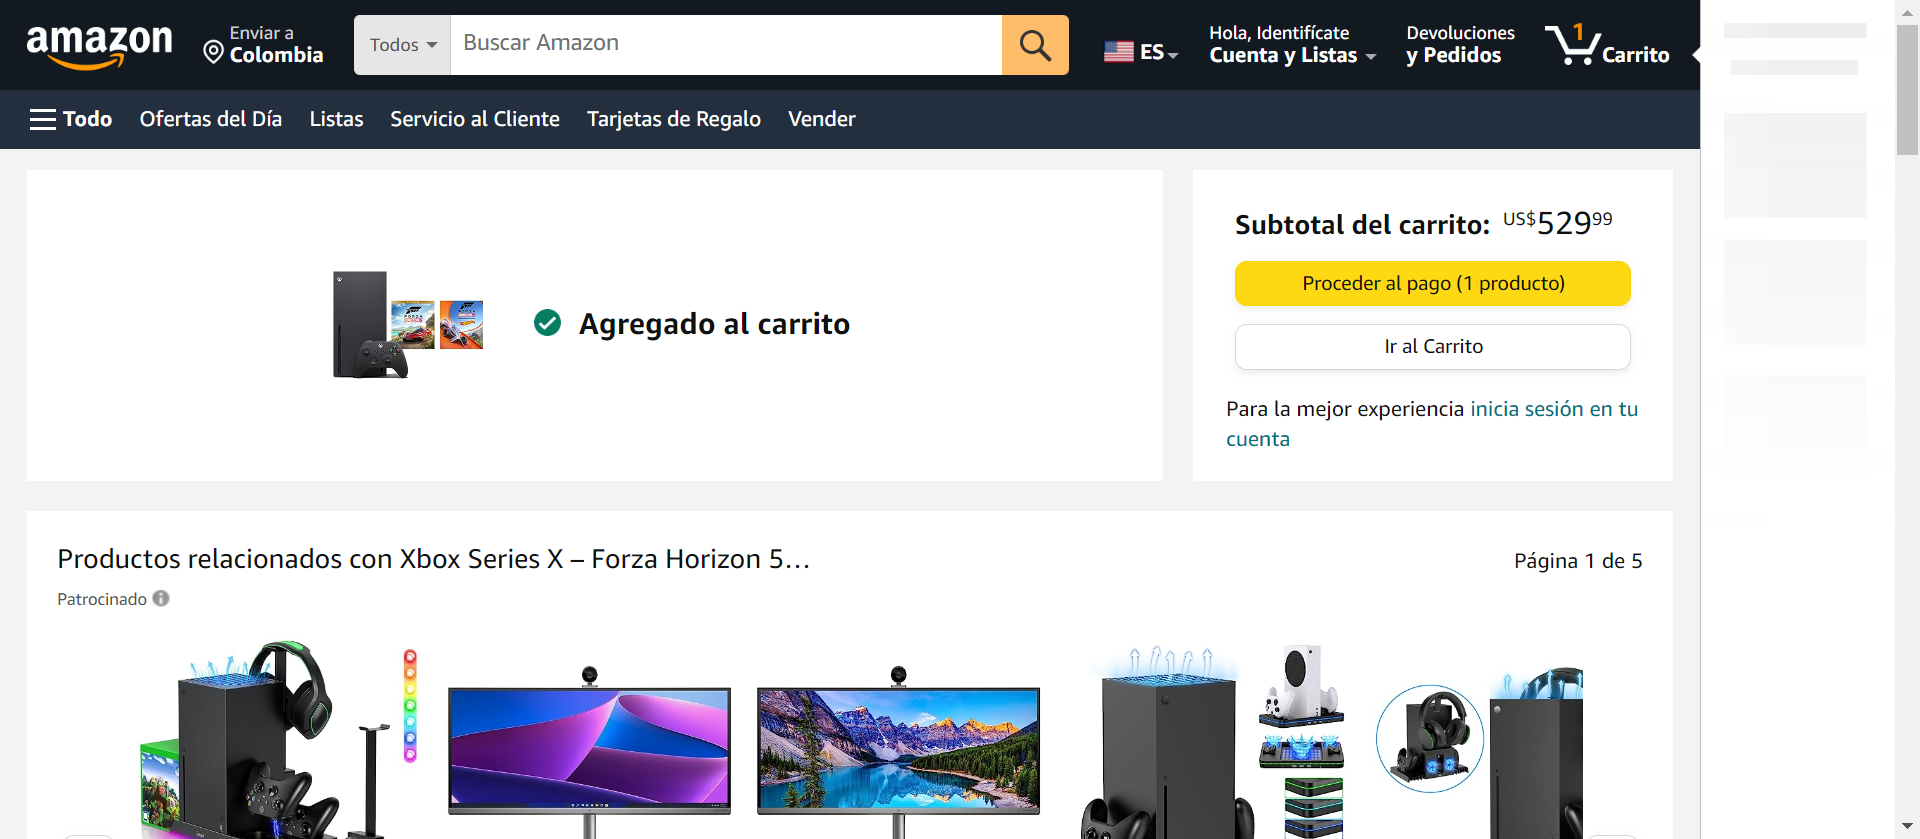 amazon
Enviar a
Colombia
Todos
Buscar Amazon
ES
Hola, Identifícate
Cuenta y Listas
Devoluciones
y Pedidos
1
Carrito
Todo
Ofertas del Día
Listas
Servicio al Cliente
Tarjetas de Regalo
Vender
Agregado al carrito
Subtotal del carrito: US$52999
Proceder al pago (1 producto)
Ir al Carrito
Para la mejor experiencia inicia sesión en tu
cuenta
Productos relacionados con Xbox Series X – Forza Horizon 5…
Página 1 de 5
Patrocinado